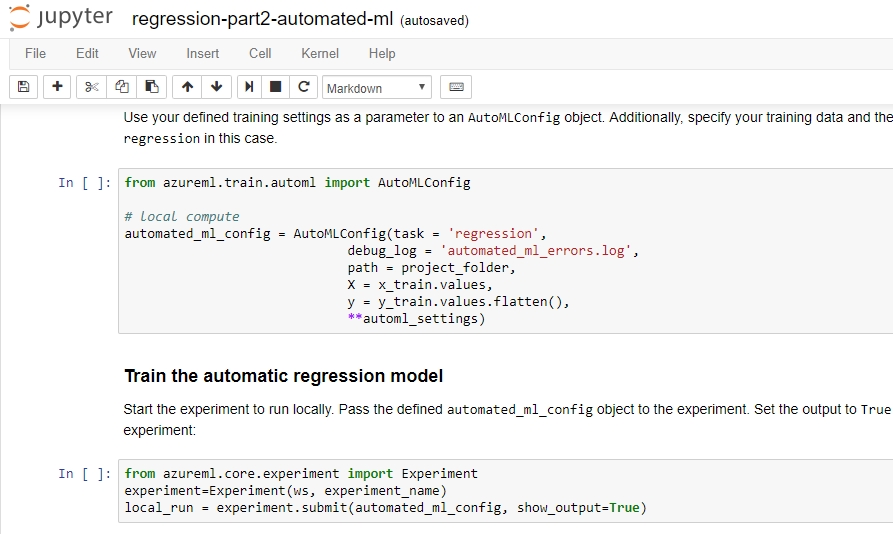 jupyter regression-part2-automated-ml (autosaved)
File Edit View Insert Cell Kernel Help
Markdown
Use your defined training settings as a parameter to an AutoMLConfig object. Additionally, specify your training data and the
regression in this case.
In [ ]: from azureml.train.automl import AutoMLConfig
# local compute
automated_ml_config = AutoMLConfig(task = 'regression',
debug_log = 'automated_ml_errors.log',
path = project_folder,
X = x_train.values,
y = y_train.values.flatten(),
**automl_settings)
Train the automatic regression model
Start the experiment to run locally. Pass the defined automated_ml_config object to the experiment. Set the output to True
experiment:
In [ ]: from azureml.core.experiment import Experiment
experiment=Experiment(ws, experiment_name)
local_run = experiment.submit(automated_ml_config, show_output=True)